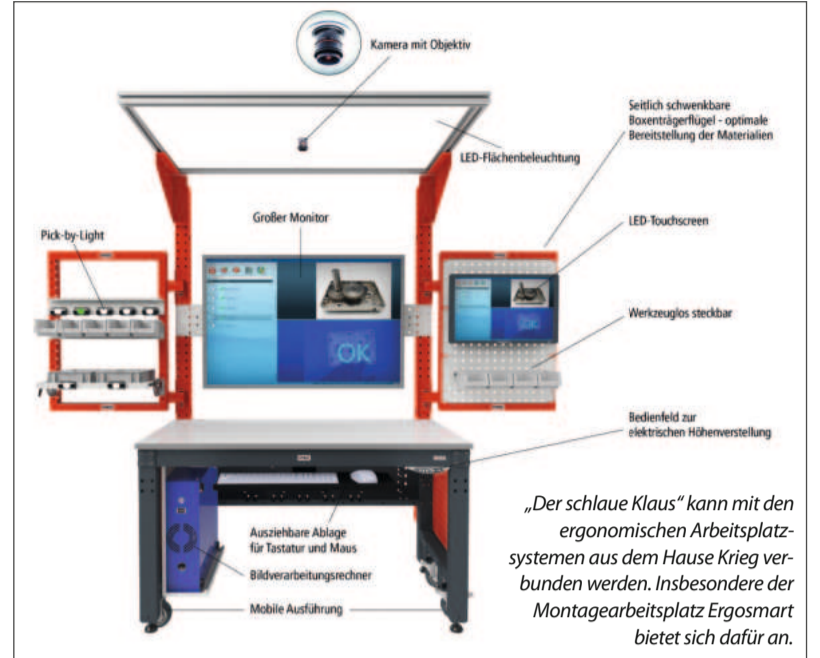 Kamera mit Objektiv
Seitlich schwenkbare
Boxenträgerflügel - optimale
Bereitstellung der Materialien
LED-Flächenbeleuchtung
Großer Monitor
LED-Touchscreen
Pick-by-Light
OK
Werkzeuglos steckbar
Bedienfeld zur
elektrischen Höhenverstellung
Ausziehbare Ablage
für Tastatur und Maus
Bildverarbeitungsrechner
Mobile Ausführung
„Der schlaue Klaus“ kann mit den
ergonomischen Arbeitsplatz-
systemen aus dem Hause Krieg ver-
bunden werden. Insbesondere der
Montagearbeitsplatz Ergosmart
bietet sich dafür an.